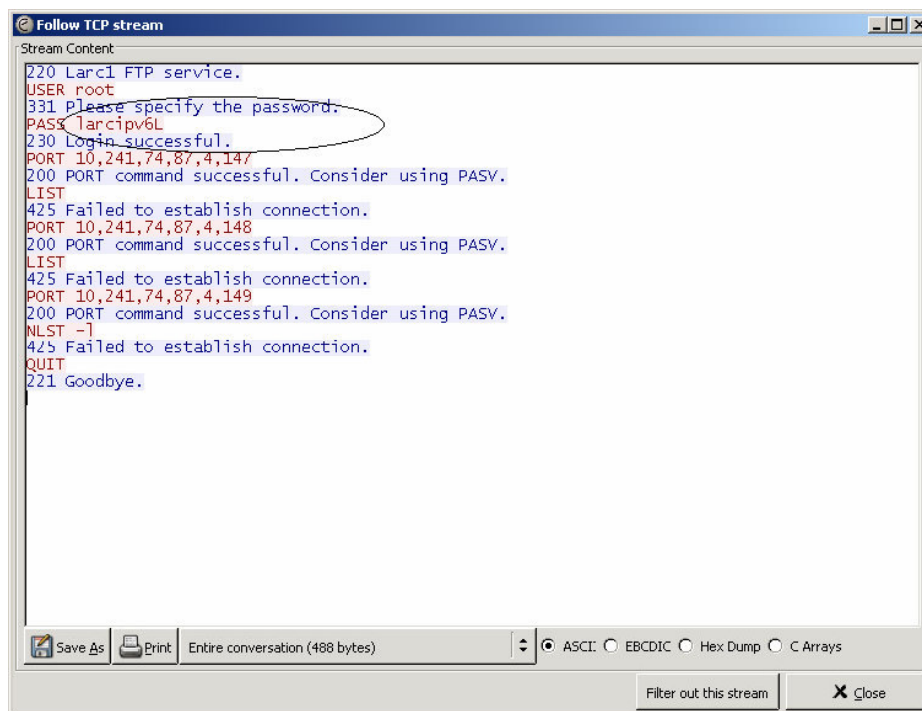 Follow TCP stream
Stream Content
220 Larc1 FTP service.
USER root
331 Please specify the password.
PASS larcipv6L
230 Login successful.
PORT 10,241,74,87,4,147
200 PORT command successful. Consider using PASV.
LIST
425 Failed to establish connection.
PORT 10,241,74,87,4,148
200 PORT command successful. Consider using PASV.
LIST
425 Failed to establish connection.
PORT 10,241,74,87,4,149
200 PORT command successful. Consider using PASV.
NLST -l
425 Failed to establish connection.
QUIT
221 Goodbye.
Save As Print Entire conversation (488 bytes) ASCII EBCDIC Hex Dump C Arrays
Filter out this stream Close